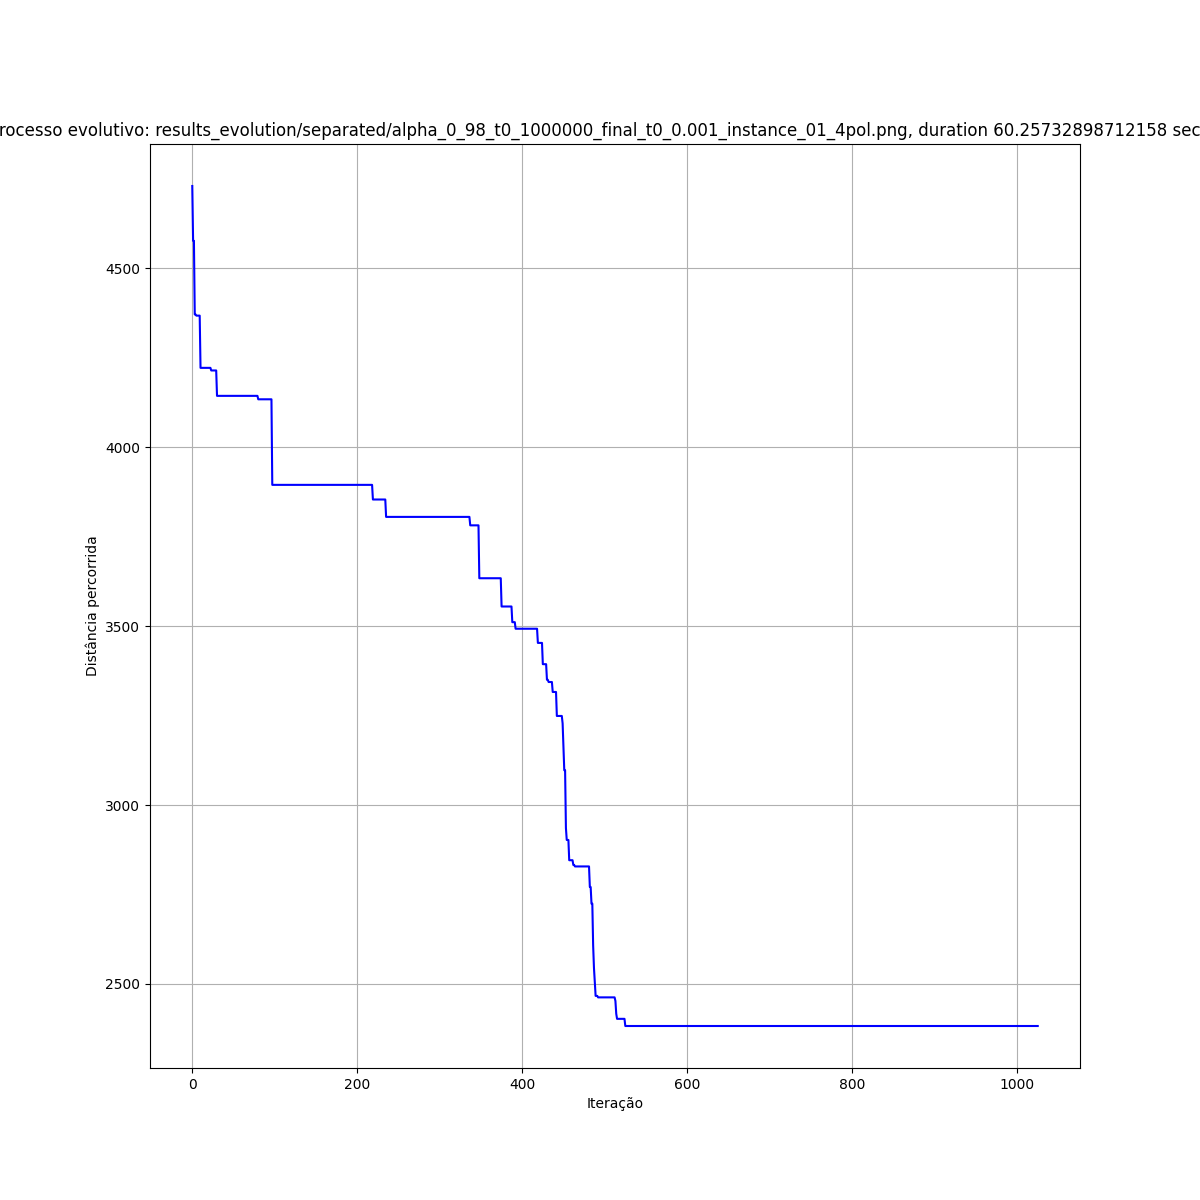 rocesso evolutivo: results_evolution/separated/alpha_0_98_t0_1000000_final_t0_0.001_instance_01_4pol.png, duration 60.25732898712158 sec
4500
4000
3500
3000
2500
Distância percorrida
0 200 400 600 800 1000
Iteração